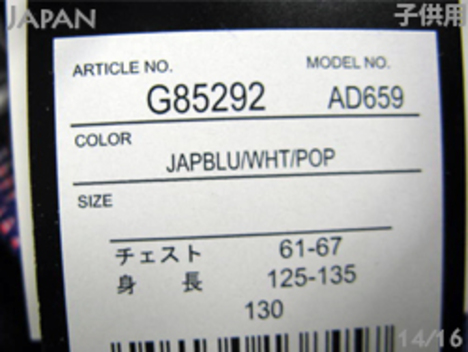 JAPAN 子供用
ARTICLE NO. MODEL NO.
G85292 AD659
COLOR
JAPBLU/WHT/POP
SIZE
チェスト 61-67
身長 125-135
130
14/16